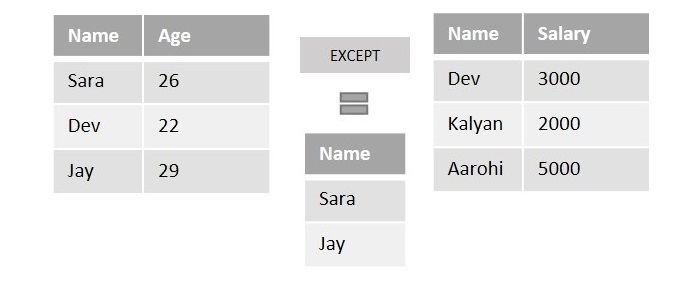 Name Age
Sara 26
Dev 22
Jay 29
EXCEPT
Name
Sara
Jay
Name Salary
Dev 3000
Kalyan 2000
Aarohi 5000